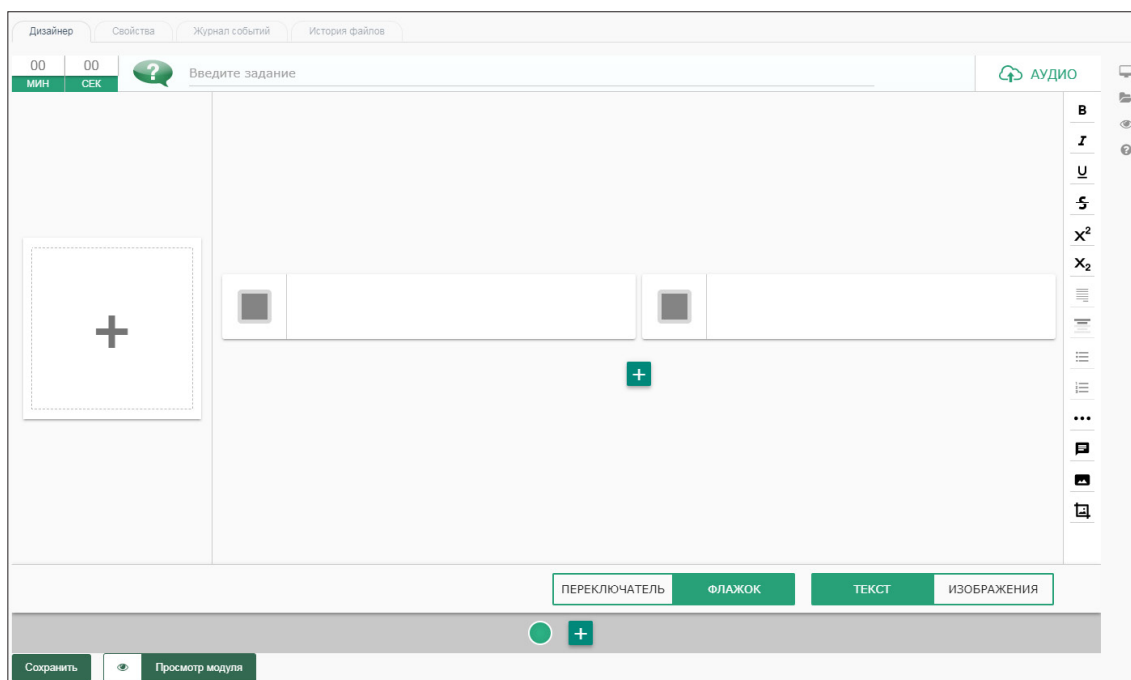 Дизайнер Свойства Журнал событий История файлов
00 00
МИН СЕК
? Введите задание АУДИО
B
I
U
S
X²
X₂
ПЕРЕКЛЮЧАТЕЛЬ ФЛАЖОК ТЕКСТ ИЗОБРАЖЕНИЯ
Сохранить Просмотр модуля